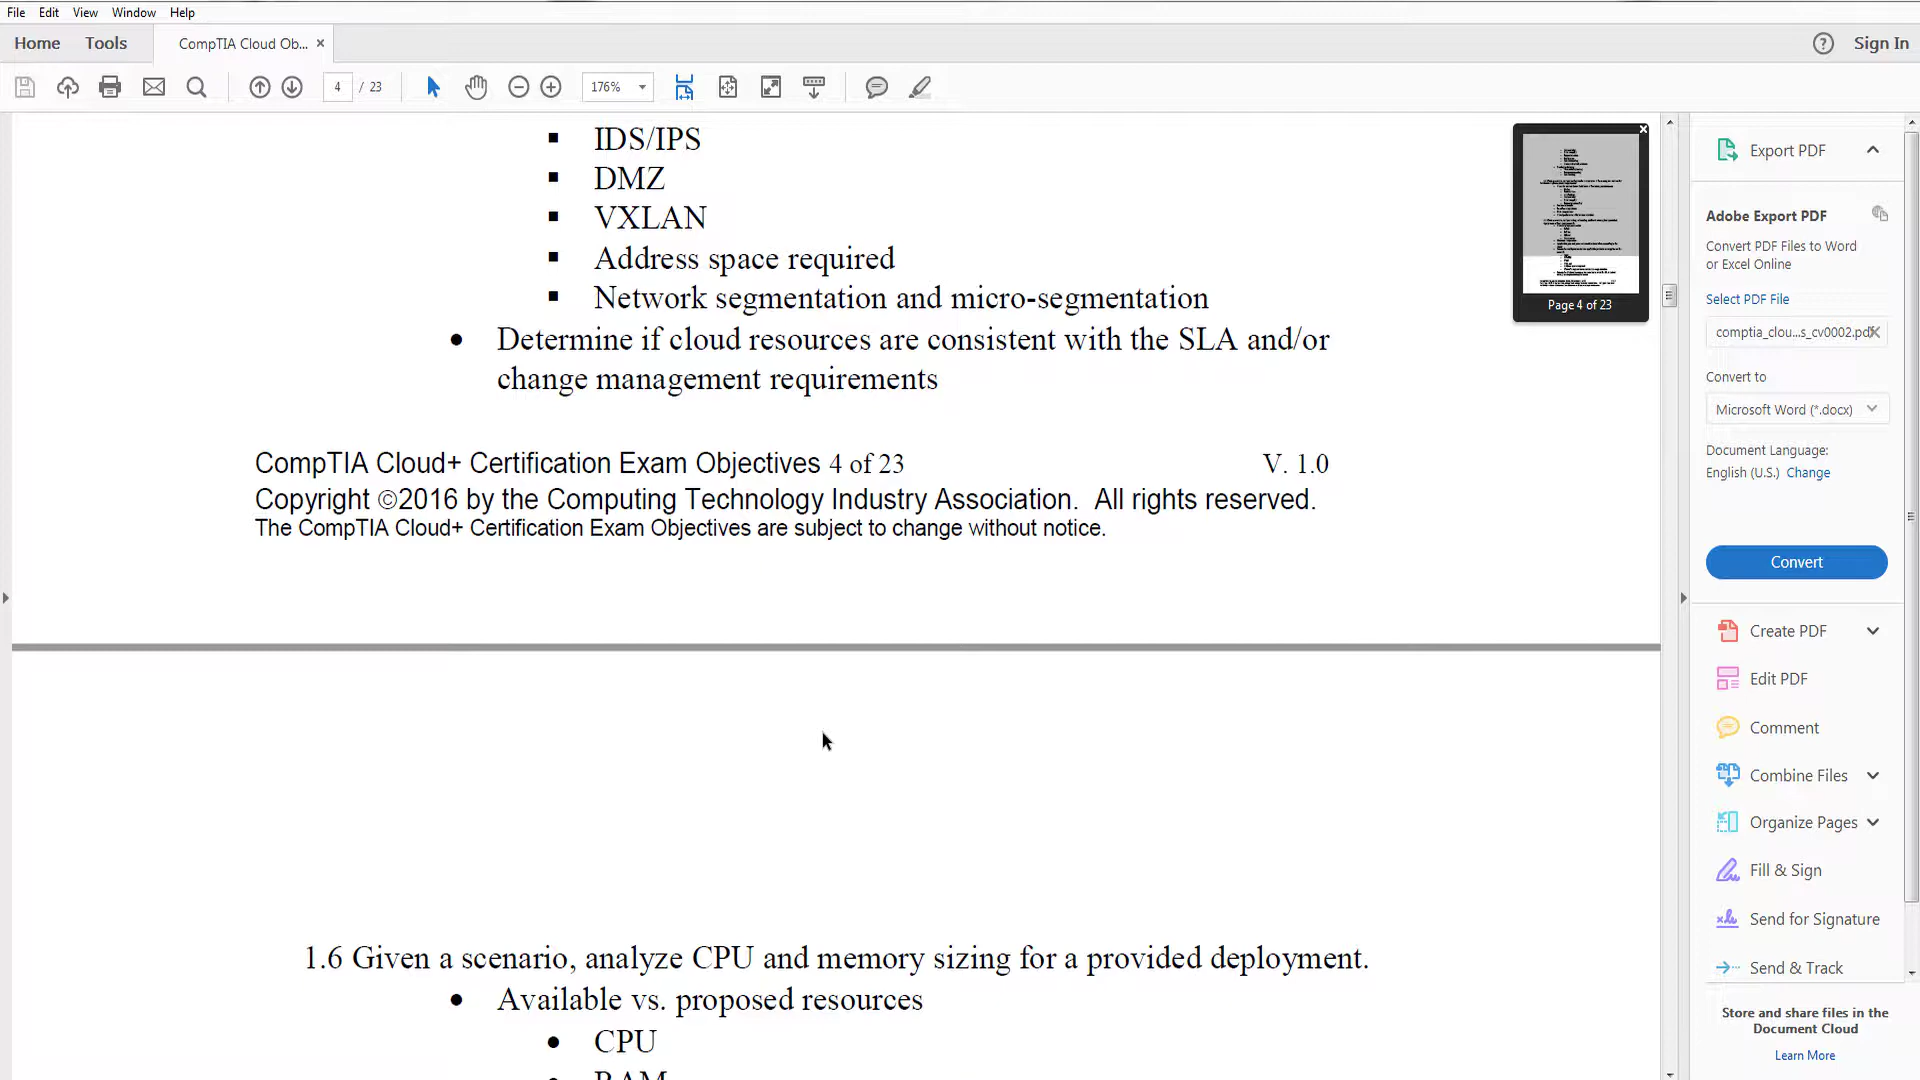 File Edit View Window Help
Home Tools CompTIA Cloud Ob... × Sign In
4 / 23 176%
IDS/IPS
DMZ
VXLAN
Address space required
Network segmentation and micro-segmentation
Determine if cloud resources are consistent with the SLA and/or
change management requirements
CompTIA Cloud+ Certification Exam Objectives 4 of 23 V. 1.0
Copyright ©2016 by the Computing Technology Industry Association. All rights reserved.
The CompTIA Cloud+ Certification Exam Objectives are subject to change without notice.
1.6 Given a scenario, analyze CPU and memory sizing for a provided deployment.
Available vs. proposed resources
CPU
RAM
Page 4 of 23
Export PDF
Adobe Export PDF
Convert PDF Files to Word
or Excel Online
Select PDF File
comptia_clou...s_cv0002.pdf
Convert to
Microsoft Word (*.docx)
Document Language:
English (U.S.) Change
Convert
Create PDF
Edit PDF
Comment
Combine Files
Organize Pages
Fill & Sign
Send for Signature
Send & Track
Store and share files in the
Document Cloud
Learn More